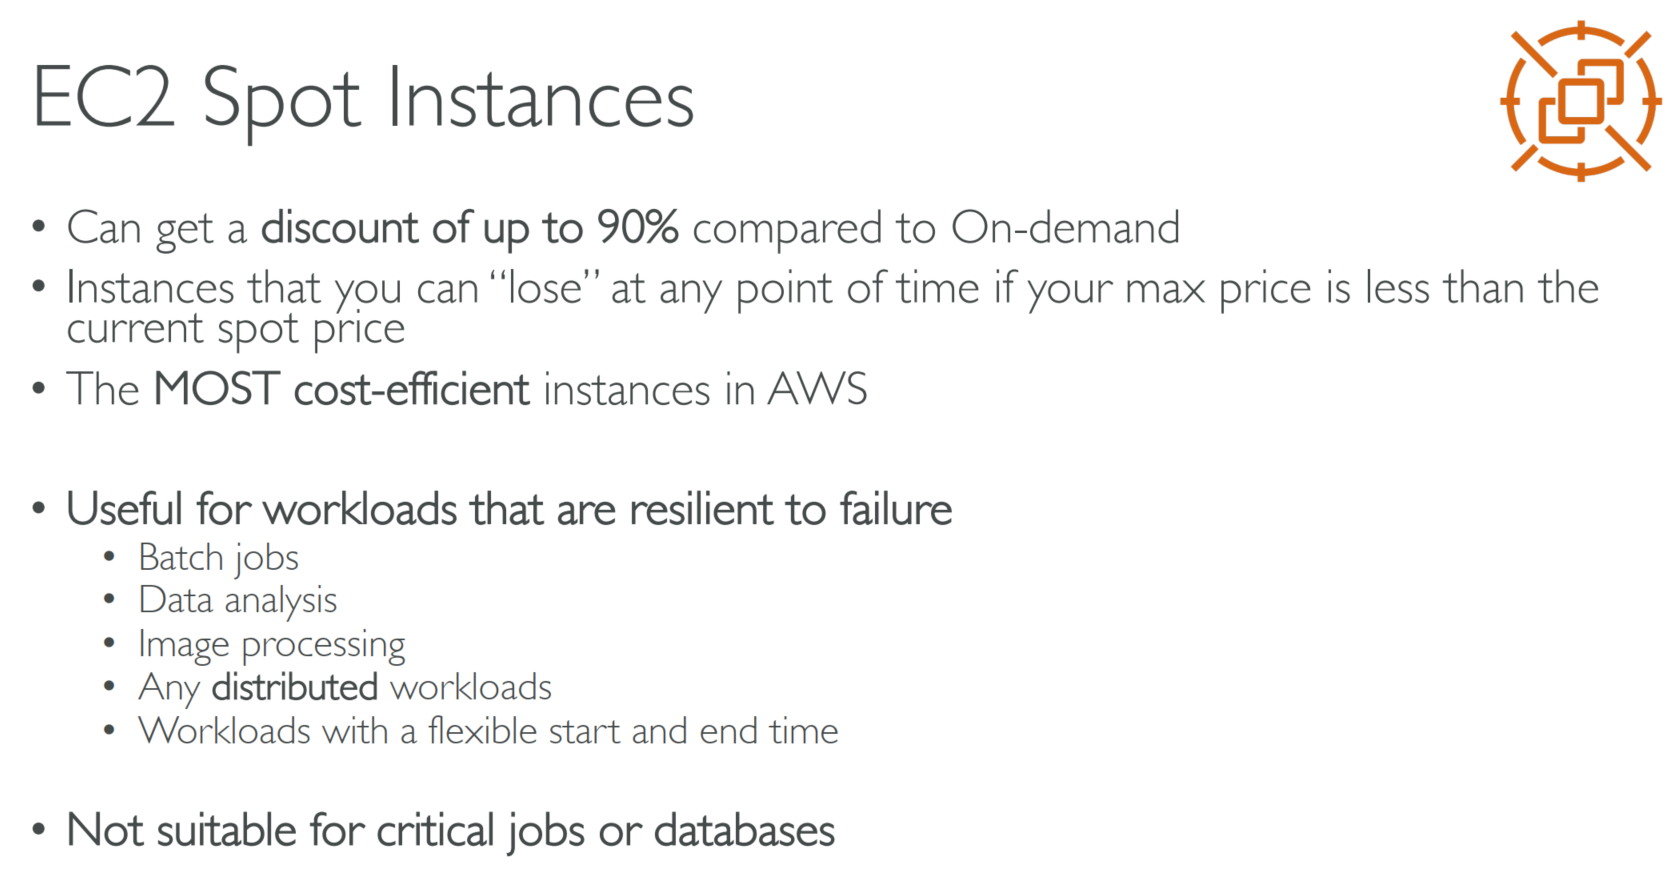 EC2 Spot Instances
• Can get a discount of up to 90% compared to On-demand
• Instances that you can “lose” at any point of time if your max price is less than the
current spot price
• The MOST cost-efficient instances in AWS
• Useful for workloads that are resilient to failure
• Batch jobs
• Data analysis
• Image processing
• Any distributed workloads
• Workloads with a flexible start and end time
• Not suitable for critical jobs or databases